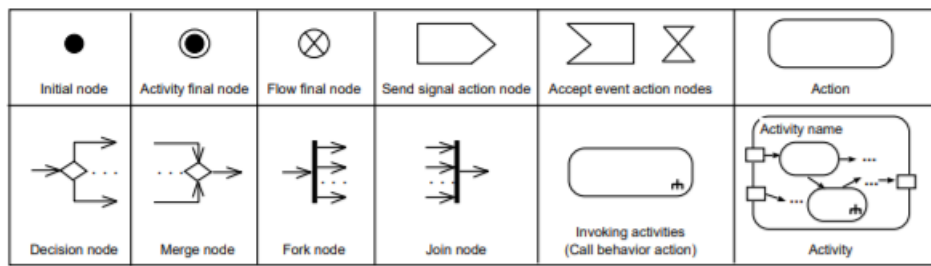 Initial node
Activity final node
Flow final node
Send signal action node
Accept event action nodes
Action
Activity name
...
...
...
Decision node
Merge node
Fork node
Join node
Invoking activities
(Call behavior action)
Activity